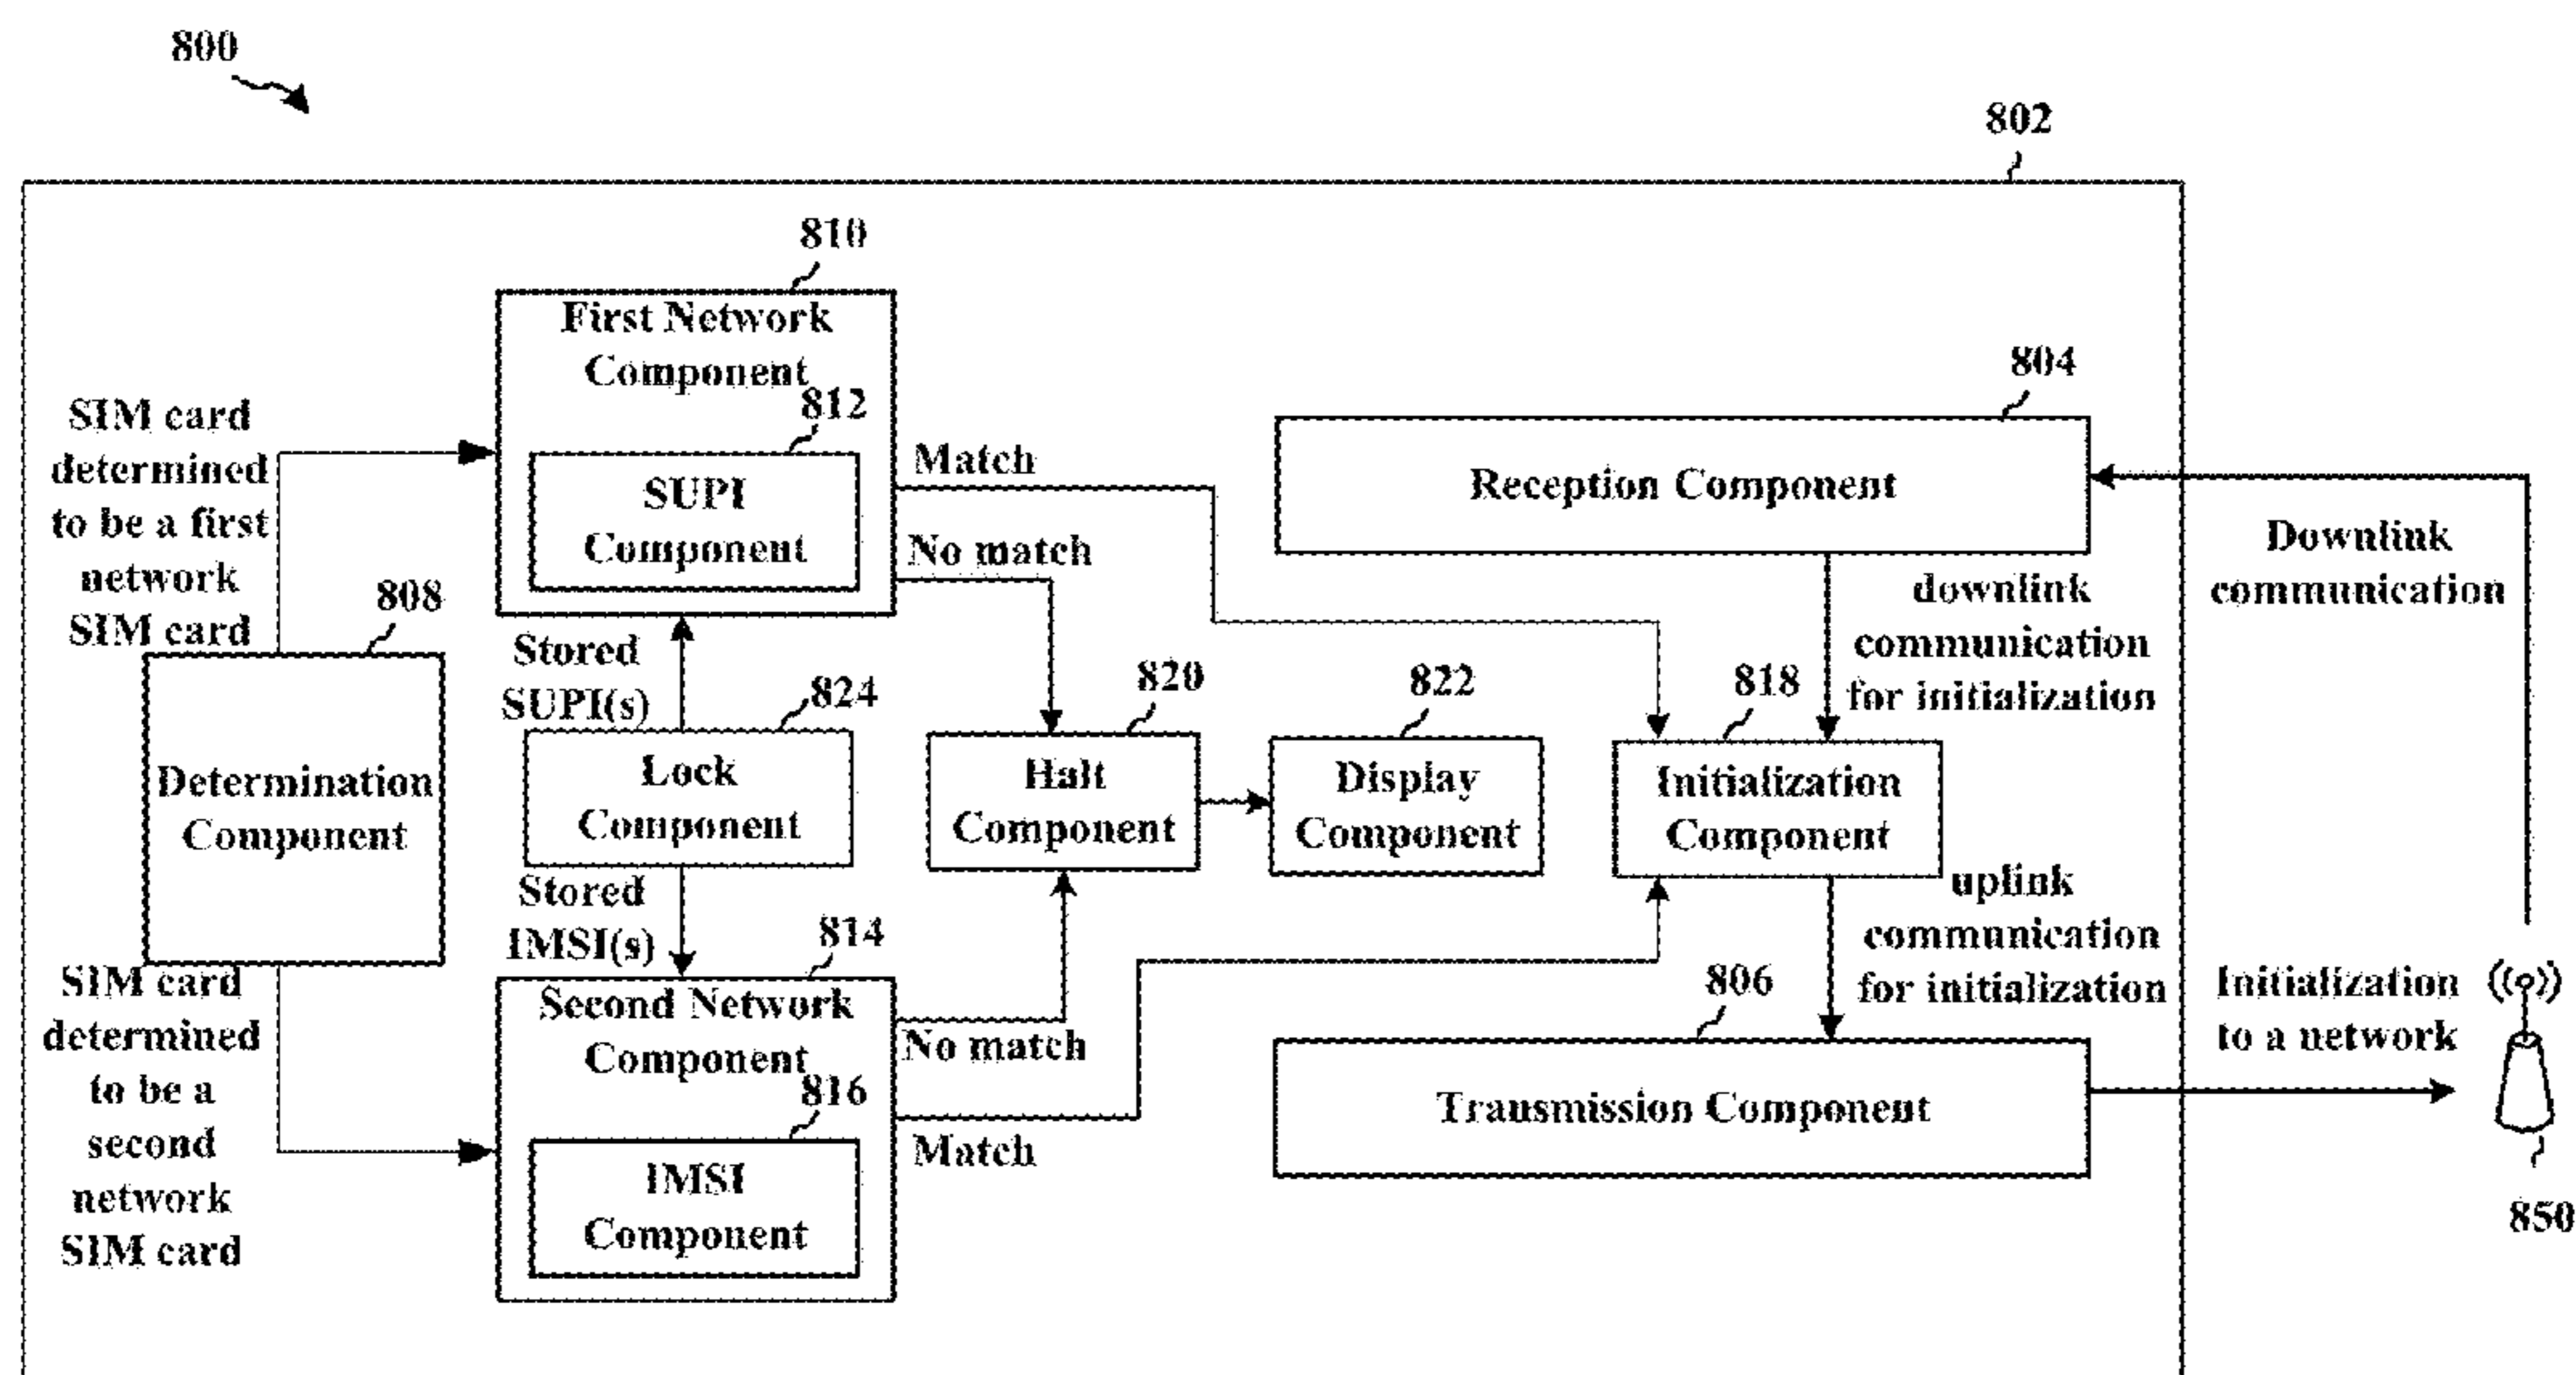 800
802
810
First Network
Component
812
SUPI
Component
SIM card
determined
to be a first
network
SIM card
808
Determination
Component
SIM card
determined
to be a
second
network
SIM card
Match
No match
Stored
SUPI(s)
824
Lock
Component
Stored
IMSI(s)
814
Second Network
Component
816
IMSI
Component
No match
Match
820
Halt
Component
822
Display
Component
804
Reception Component
downlink
communication
for initialization
818
Initialization
Component
uplink
communication
for initialization
806
Transmission Component
Downlink
communication
Initialization
to a network
850